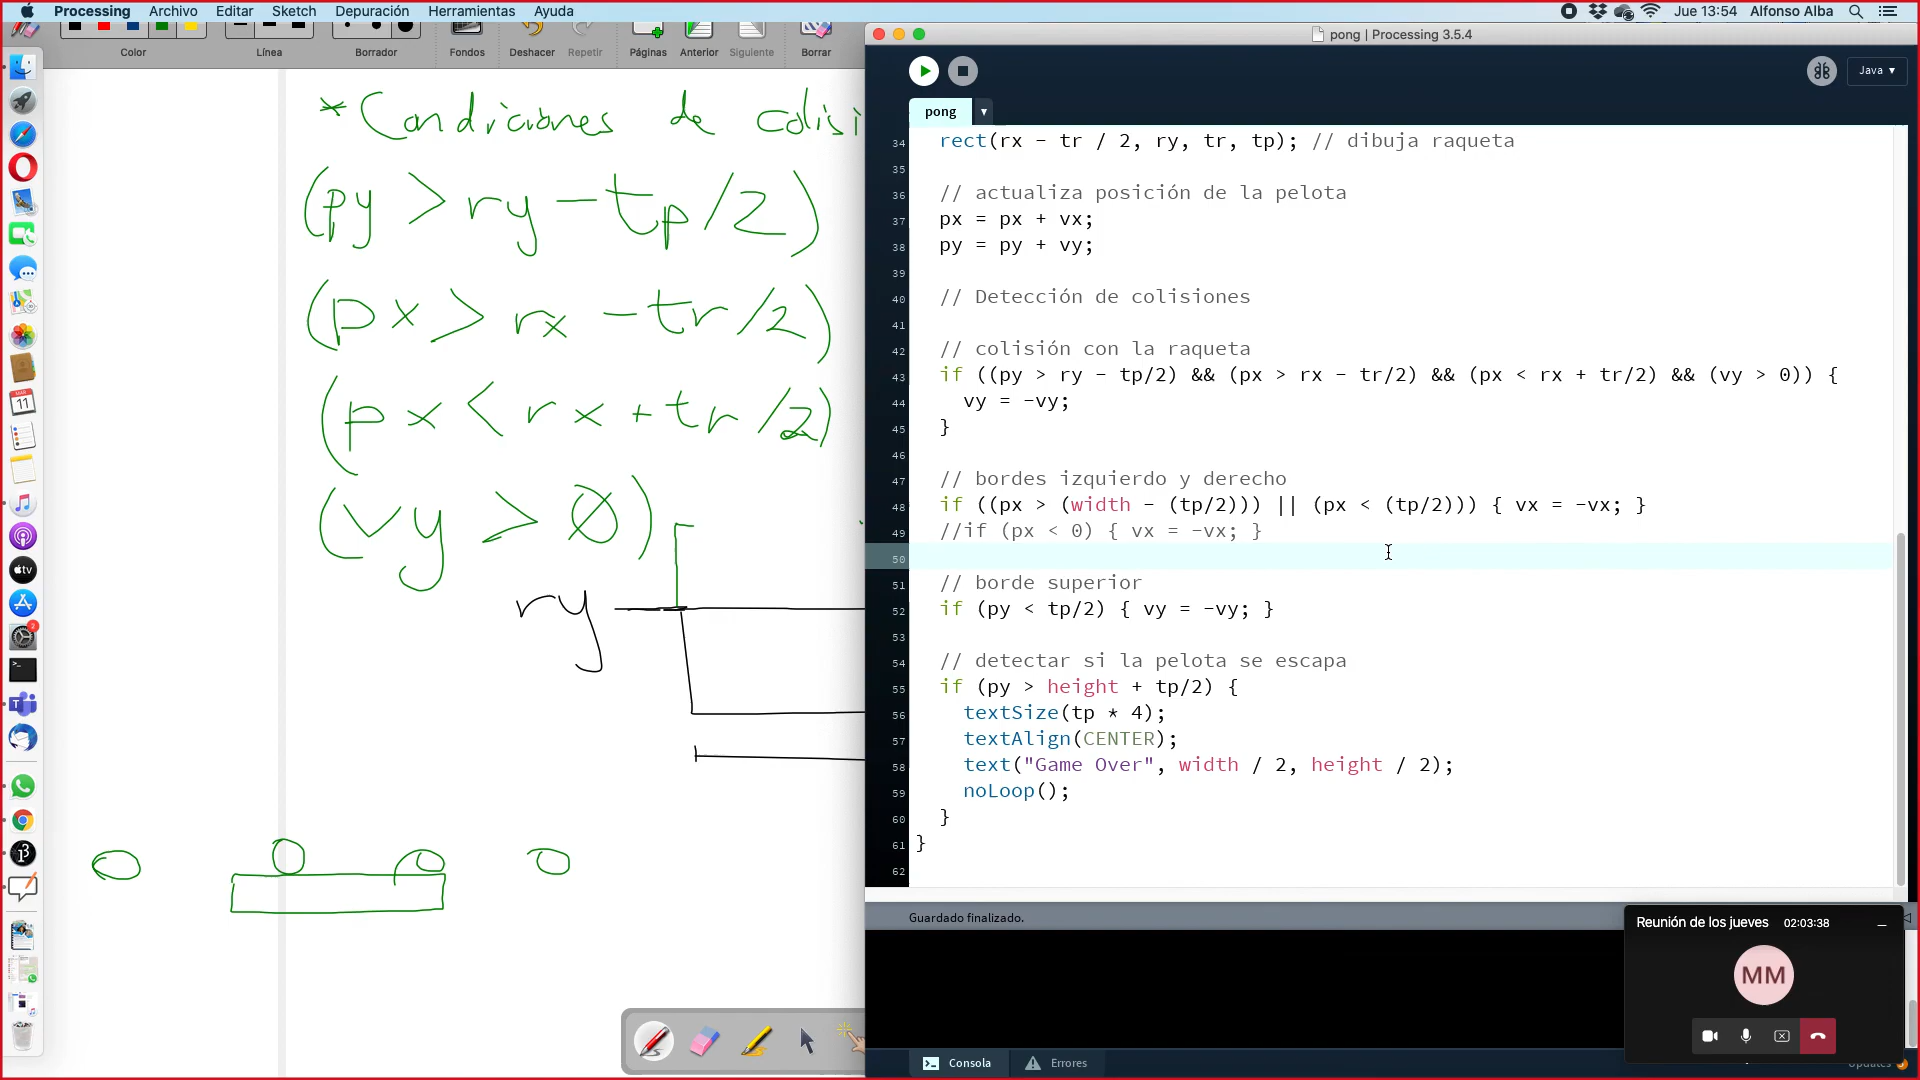 Processing Archivo Editar Sketch Depuración Herramientas Ayuda
Jue 13:54 Alfonso Alba
Color Línea Borrador Fondos Deshacer Repetir Páginas Anterior Siguiente Borrar
* Condiciones de colisi
(py > ry - tp/2)
(px > rx - tr/2)
(px < rx + tr/2)
(vy > 0)
ry
pong | Processing 3.5.4
Java
pong
34 rect(rx - tr / 2, ry, tr, tp); // dibuja raqueta
35
36 // actualiza posición de la pelota
37 px = px + vx;
38 py = py + vy;
39
40 // Detección de colisiones
41
42 // colisión con la raqueta
43 if ((py > ry - tp/2) && (px > rx - tr/2) && (px < rx + tr/2) && (vy > 0)) {
44 vy = -vy;
45 }
46
47 // bordes izquierdo y derecho
48 if ((px > (width - (tp/2))) || (px < (tp/2))) { vx = -vx; }
49 //if (px < 0) { vx = -vx; }
50
51 // borde superior
52 if (py < tp/2) { vy = -vy; }
53
54 // detectar si la pelota se escapa
55 if (py > height + tp/2) {
56 textSize(tp * 4);
57 textAlign(CENTER);
58 text("Game Over", width / 2, height / 2);
59 noLoop();
60 }
61 }
62
Guardado finalizado.
Reunión de los jueves 02:03:38
MM
Consola Errores
Updates